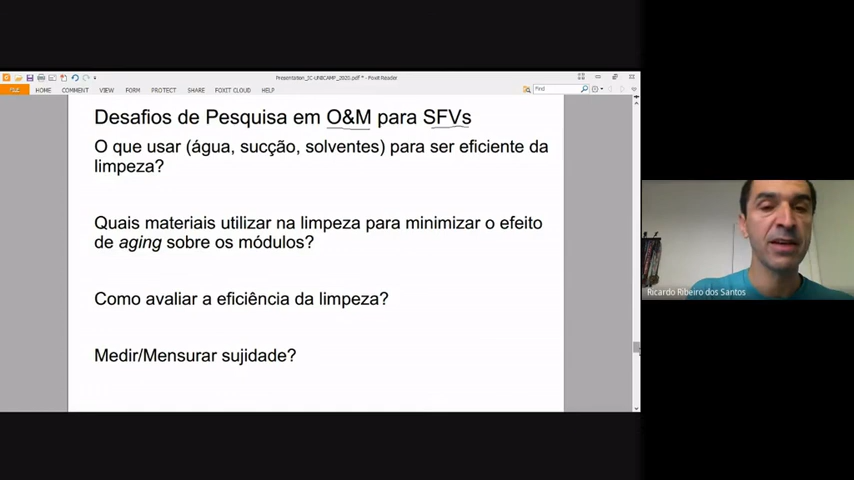 Presentation_IC-UNICAMP_2020.pdf * - Foxit Reader
HOME COMMENT VIEW FORM PROTECT SHARE FOXIT CLOUD HELP
Find
Desafios de Pesquisa em O&M para SFVs
O que usar (água, sucção, solventes) para ser eficiente da
limpeza?
Quais materiais utilizar na limpeza para minimizar o efeito
de aging sobre os módulos?
Como avaliar a eficiência da limpeza?
Medir/Mensurar sujidade?
Ricardo Ribeiro dos Santos